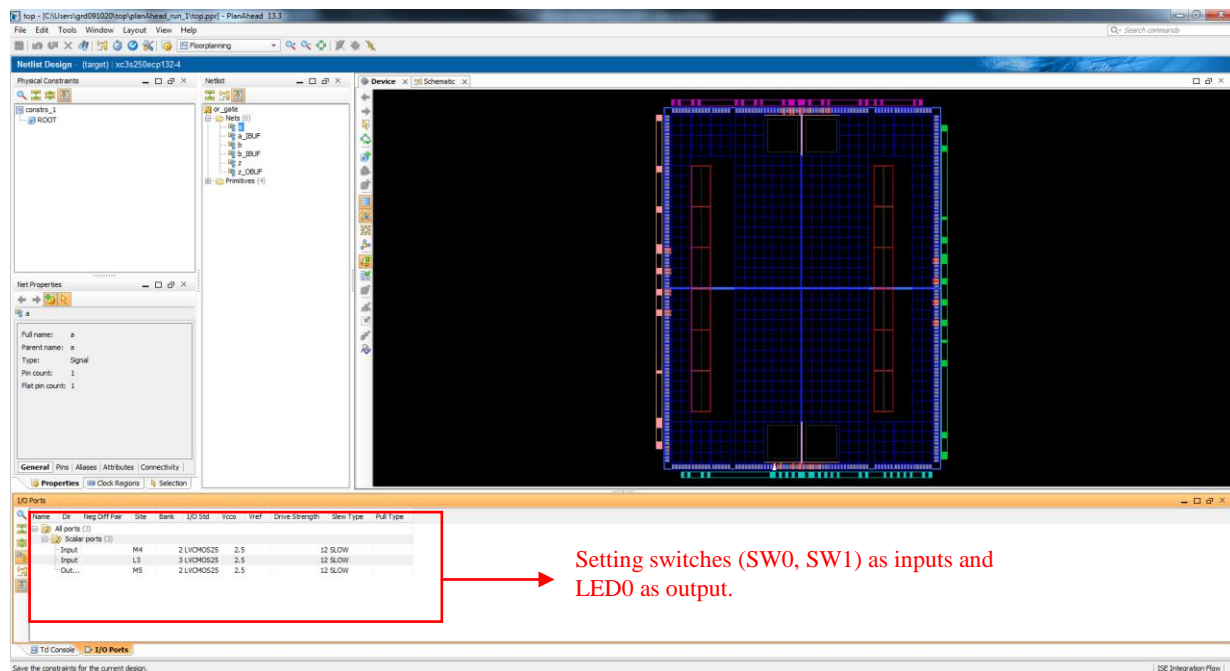 top - [C:\Users\grd091020\top\planAhead_run_1\top.ppr] - PlanAhead 13.3
File Edit Tools Window Layout View Help
Q- Search commands
Floorplanning
Netlist Design - (target) | xc3s250ecp132-4
Physical Constraints
constrs_1
ROOT
Netlist
or_gate
Nets (6)
a
a_IBUF
b
b_IBUF
z
z_OBUF
Primitives (4)
Device Schematic
Net Properties
a
Full name: a
Parent name: a
Type: Signal
Pin count: 1
Flat pin count: 1
General Pins Aliases Attributes Connectivity
Properties Clock Regions Selection
I/O Ports
Name Dir Neg Diff Pair Site Bank I/O Std Vcco Vref Drive Strength Slew Type Pull Type
All ports (3)
Scalar ports (3)
Input M4 2 LVCMOS25 2.5 12 SLOW
Input L3 3 LVCMOS25 2.5 12 SLOW
Out... M5 2 LVCMOS25 2.5 12 SLOW
Setting switches (SW0, SW1) as inputs and
LED0 as output.
Tcl Console I/O Ports
Save the constraints for the current design.
ISE Integration Flow